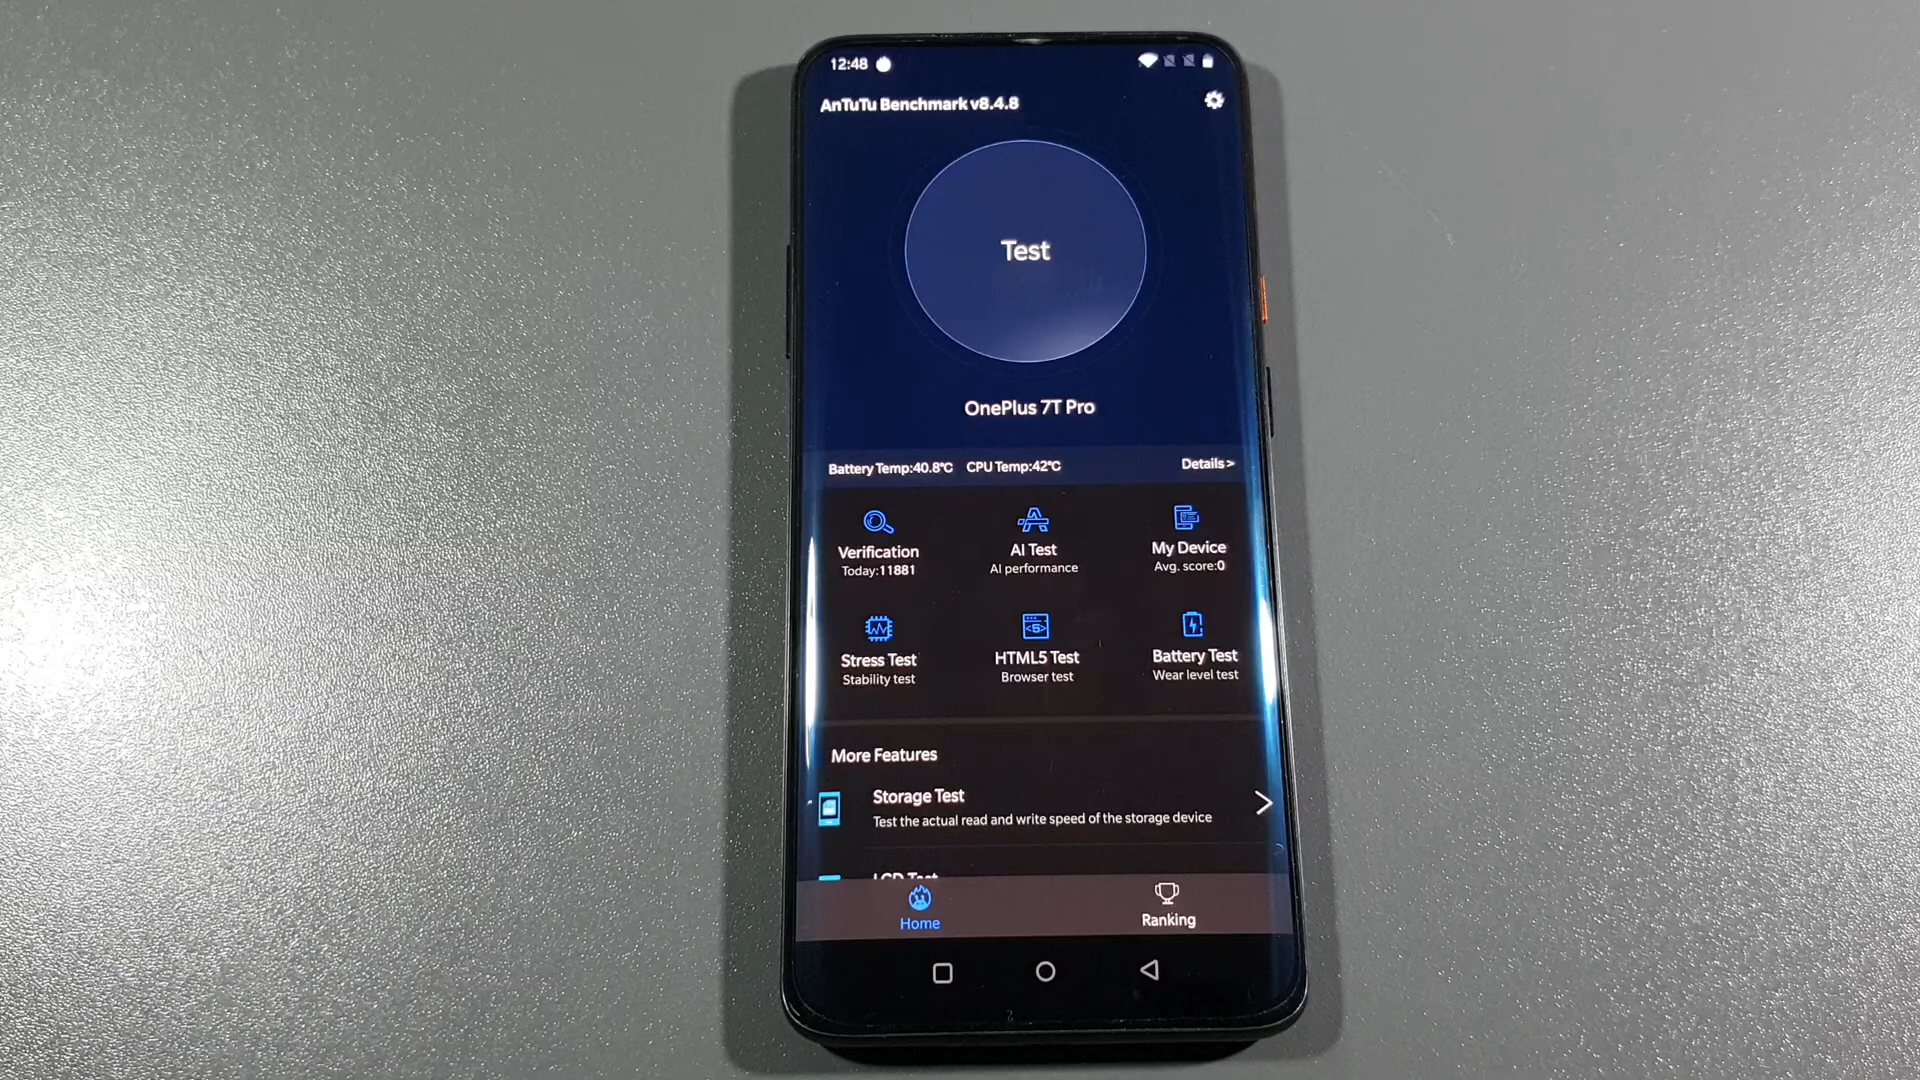 12:48
AnTuTu Benchmark v8.4.8
Test
OnePlus 7T Pro
Battery Temp:40.8℃ CPU Temp:42℃ Details >
Verification
Today:11881
AI Test
AI performance
My Device
Avg. score:0
Stress Test
Stability test
HTML5 Test
Browser test
Battery Test
Wear level test
More Features
Storage Test
Test the actual read and write speed of the storage device
LCD Test
Home
Ranking